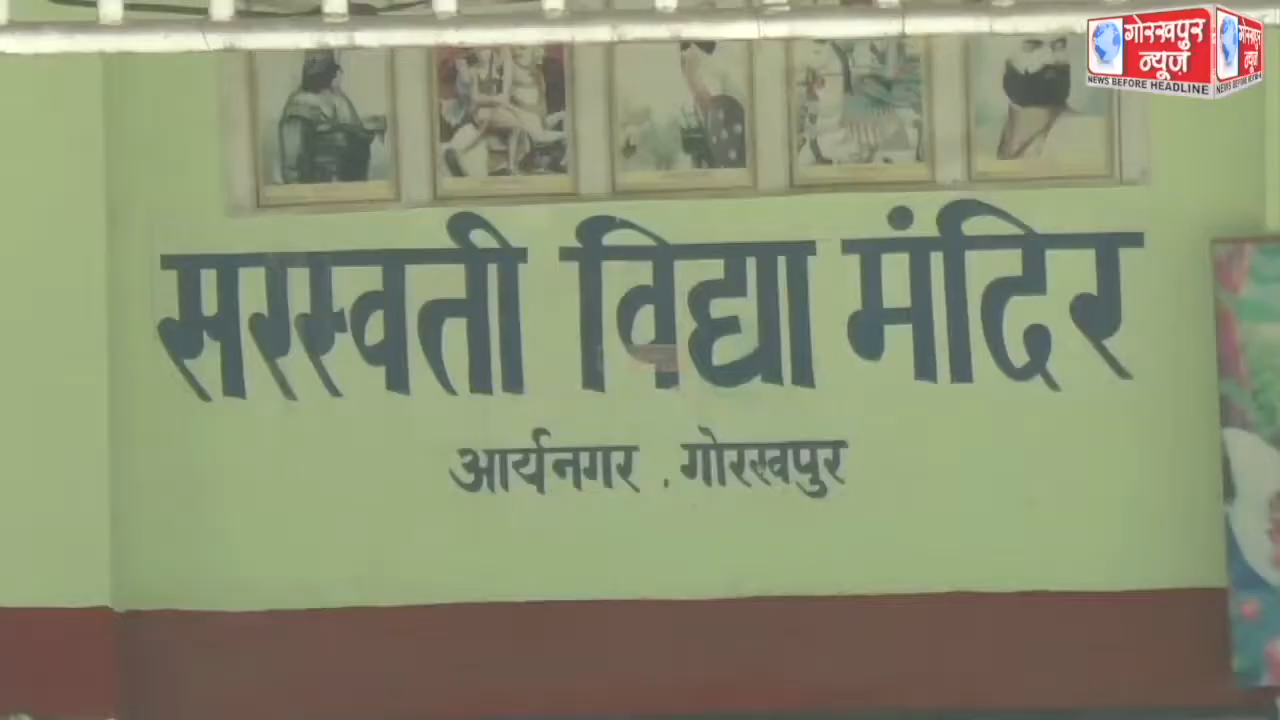 गोरखपुर
न्यूज़
NEWS BEFORE HEADLINE
सरस्वती विद्या मंदिर
आर्यनगर . गोरखपुर